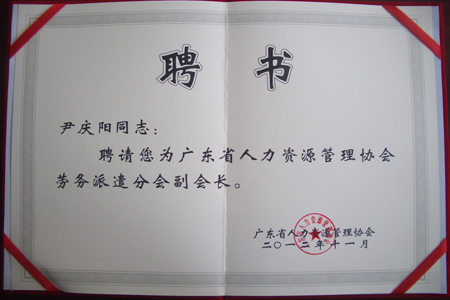 聘书
尹庆阳同志：
聘请您为广东省人力资源管理协会
劳务派遣分会副会长。
广东省人力资源管理协会
二〇一二年十一月